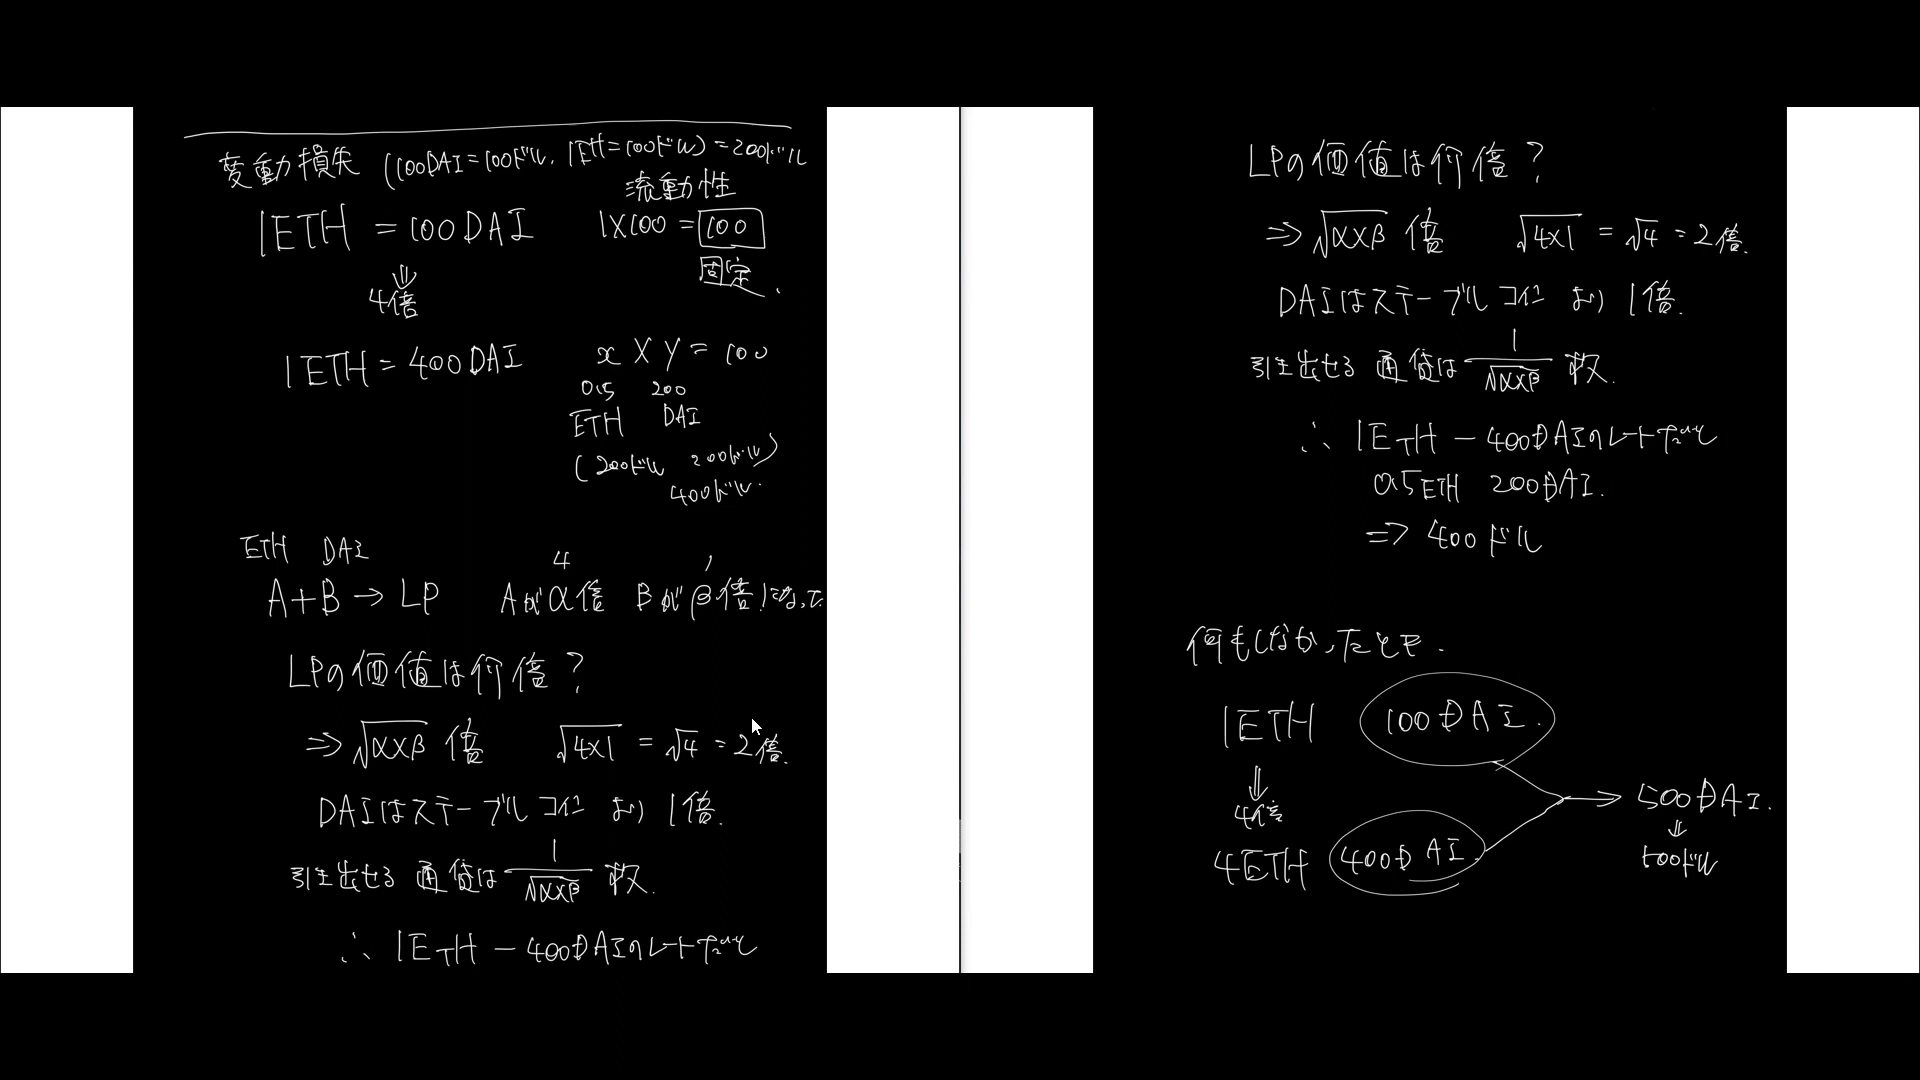 変動損失 (100DAI=100ドル, 1ETH=100ドル)=200ドル
流動性
1ETH = 100DAI 1×100 = 100
固定
⇓
4倍
1ETH = 400DAI x × y = 100
0.5 200
ETH DAI
(200ドル 200ドル)
400ドル.
ETH DAI 4 1
A+B → LP Aがα倍 Bがβ倍になって
LPの価値は何倍?
⇒ √α×β 倍 √4×1 = √4 = 2倍.
DAIはステーブルコインより1倍.
引き出せる通貨は 1/√α×β 枚.
∴ 1ETH - 400DAIのレートだと
LPの価値は何倍?
⇒ √α×β 倍 √4×1 = √4 = 2倍.
DAIはステーブルコインより1倍.
引き出せる通貨は 1/√α×β 枚.
∴ 1ETH - 400DAIのレートだと
0.5ETH 200DAI.
⇒ 400ドル
何もしなかったとき.
1ETH 100DAI.
⇓
4倍
→ 500DAI.
4ETH 400DAI.
⇓
500ドル